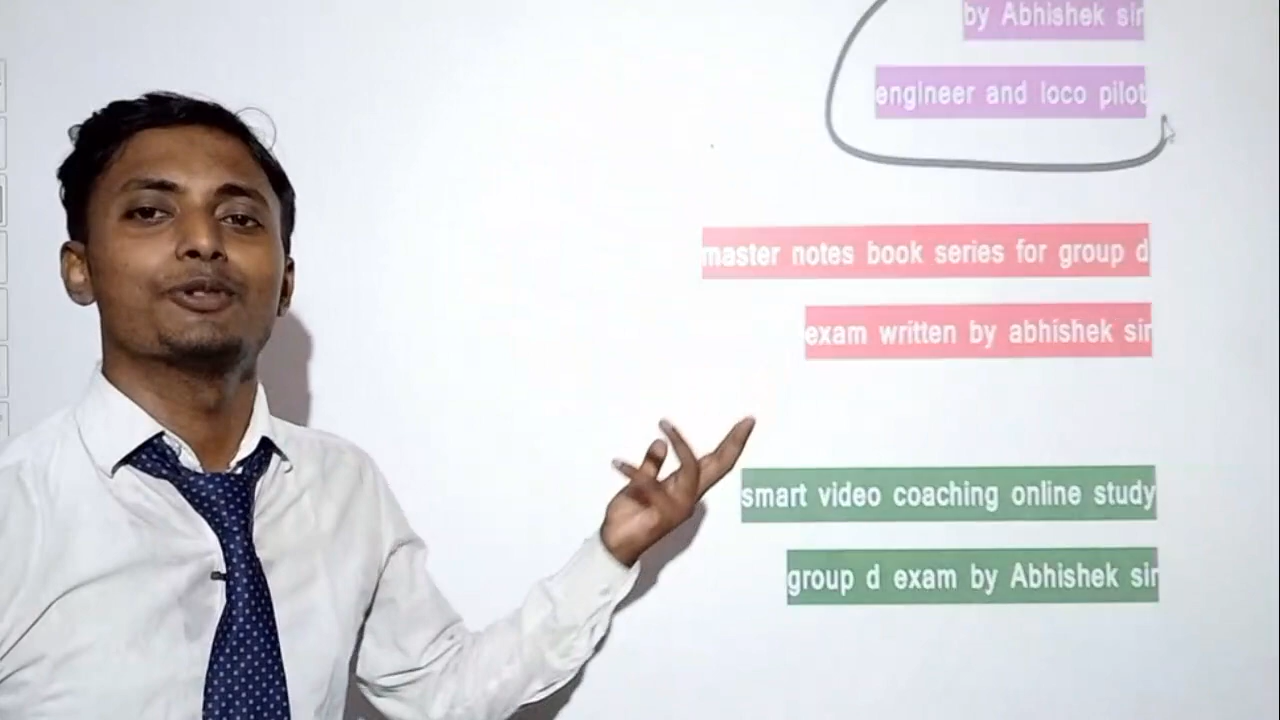 by Abhishek sir
engineer and loco pilot
master notes book series for group d
exam written by abhishek sir
smart video coaching online study
group d exam by Abhishek sir